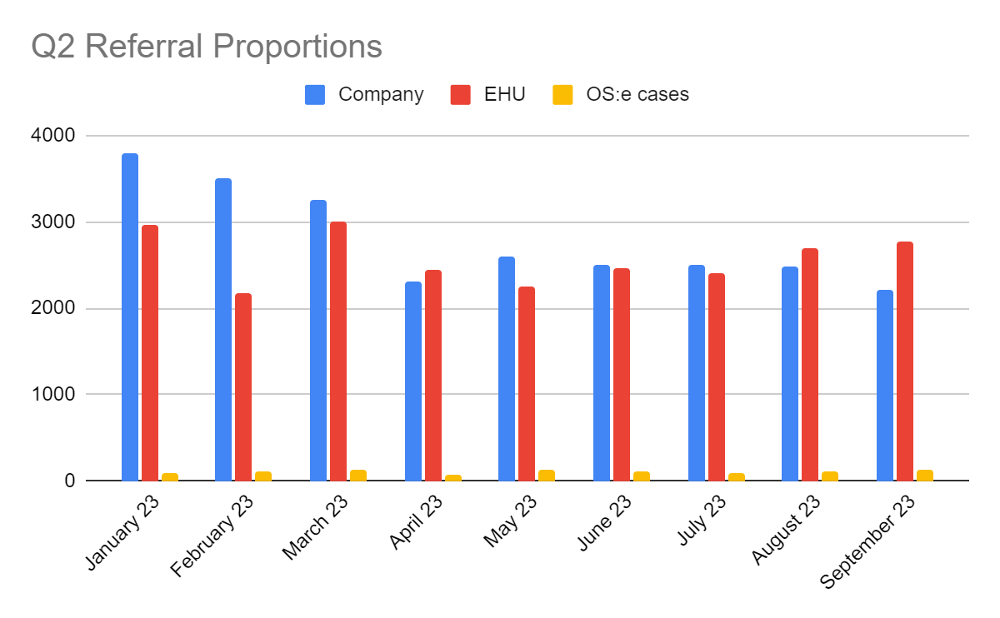 Q2 Referral Proportions
Company EHU OS:e cases
4000
3000
2000
1000
0
January 23 February 23 March 23 April 23 May 23 June 23 July 23 August 23 September 23